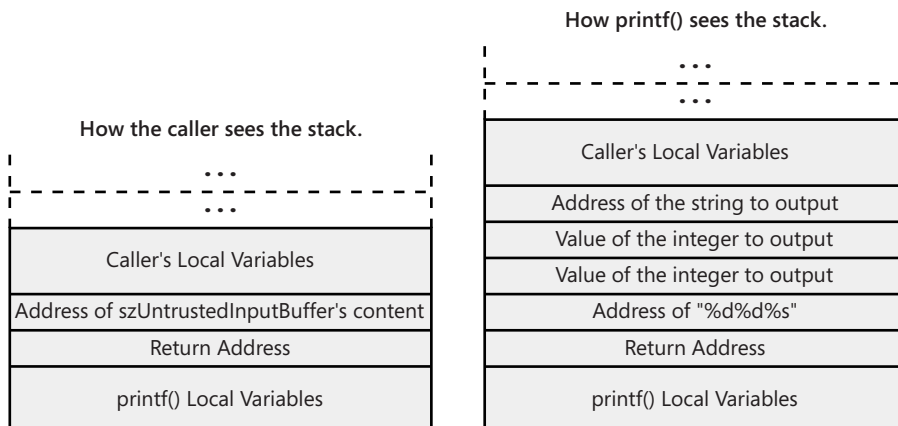 How the caller sees the stack.
...
...
Caller's Local Variables
Address of szUntrustedInputBuffer's content
Return Address
printf() Local Variables
How printf() sees the stack.
...
...
Caller's Local Variables
Address of the string to output
Value of the integer to output
Value of the integer to output
Address of "%d%d%s"
Return Address
printf() Local Variables